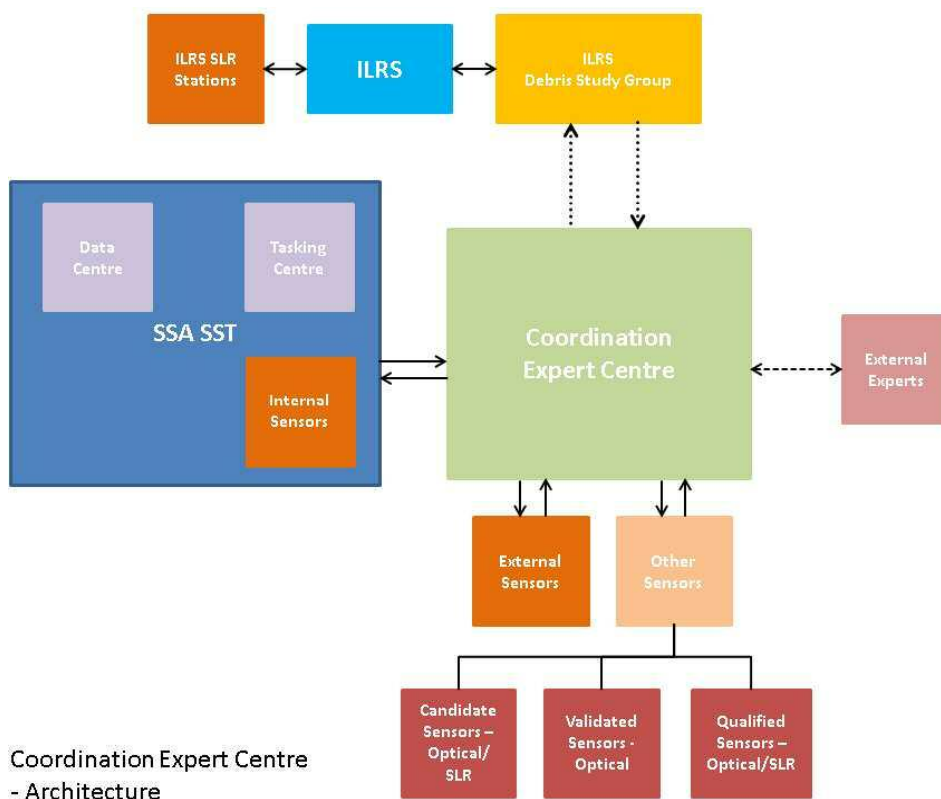 ILRS SLR
Stations
ILRS
ILRS
Debris Study Group
Data
Centre
Tasking
Centre
SSA SST
Internal
Sensors
Coordination
Expert Centre
External
Experts
External
Sensors
Other
Sensors
Candidate
Sensors –
Optical/
SLR
Validated
Sensors -
Optical
Qualified
Sensors –
Optical/SLR
Coordination Expert Centre
- Architecture